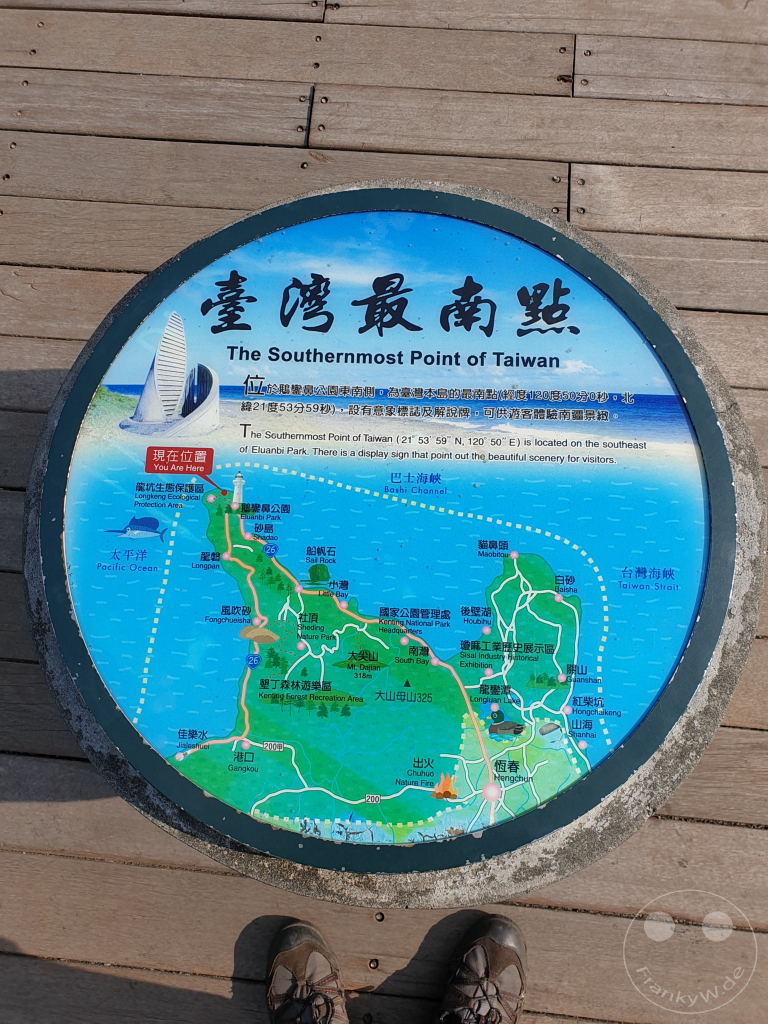 臺灣最南點
The Southernmost Point of Taiwan
位於鵝鑾鼻公園東南側，為臺灣本島的最南點(經度120度50分0秒，北
緯21度53分59秒)，設有意象標誌及解說牌，可供遊客體驗南疆景緻。
The Southernmost Point of Taiwan (21° 53′ 59″ N, 120° 50″ E) is located on the southeast
of Eluanbi Park. There is a display sign that point out the beautiful scenery for visitors.
現在位置
You Are Here
巴士海峽
Bashi Channel
龍坑生態保護區
Longkeng Ecological
Protection Area
鵝鑾鼻公園
Eluanbi Park
砂島
Shadao
太平洋
Pacific Ocean
龍磐
Longpan
26
船帆石
Sail Rock
貓鼻頭
Maobitou
台灣海峽
Taiwan Strait
小灣
Little Bay
白砂
Baisha
風吹砂
Fongchueisha
社頂
Sheding
Nature Park
國家公園管理處
Kenting National Park
Headquarters
後壁湖
Houbihu
南灣
South Bay
瓊麻工業歷史展示區
Sisal Industry Historical
Exhibition
26
大尖山
Mt. Dajian
318m
關山
Guanshan
墾丁森林遊樂區
Kenting Forest Recreation Area
大山母山325
龍鑾潭
Longluan Lake
紅柴坑
Hongchaikeng
山海
Shanhai
佳樂水
Jialeshuei
港口
Gangkou
200甲
出火
Chuhuo
Nature Fire
恆春
Hengchun
200
FrankyW.de